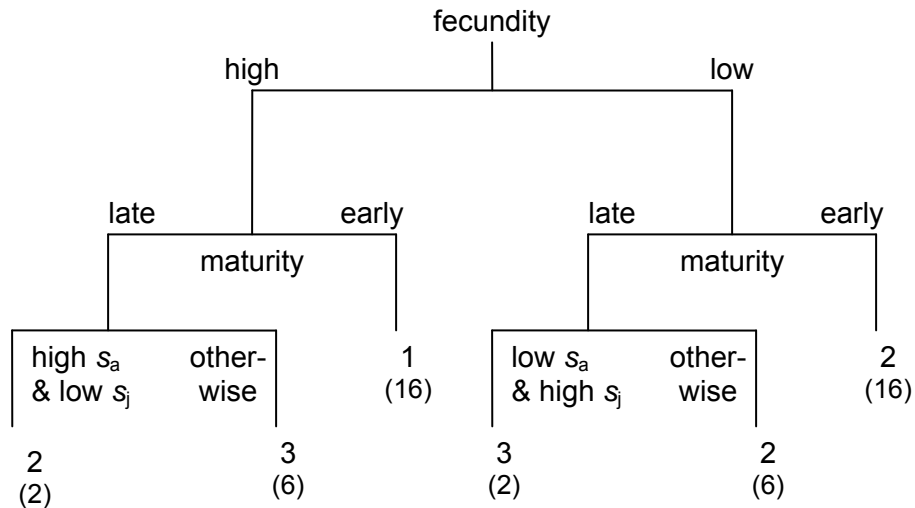 fecundity
high
low
late
early
late
early
maturity
maturity
high sa
& low sj
other-
wise
1
(16)
low sa
& high sj
other-
wise
2
(16)
2
(2)
3
(6)
3
(2)
2
(6)